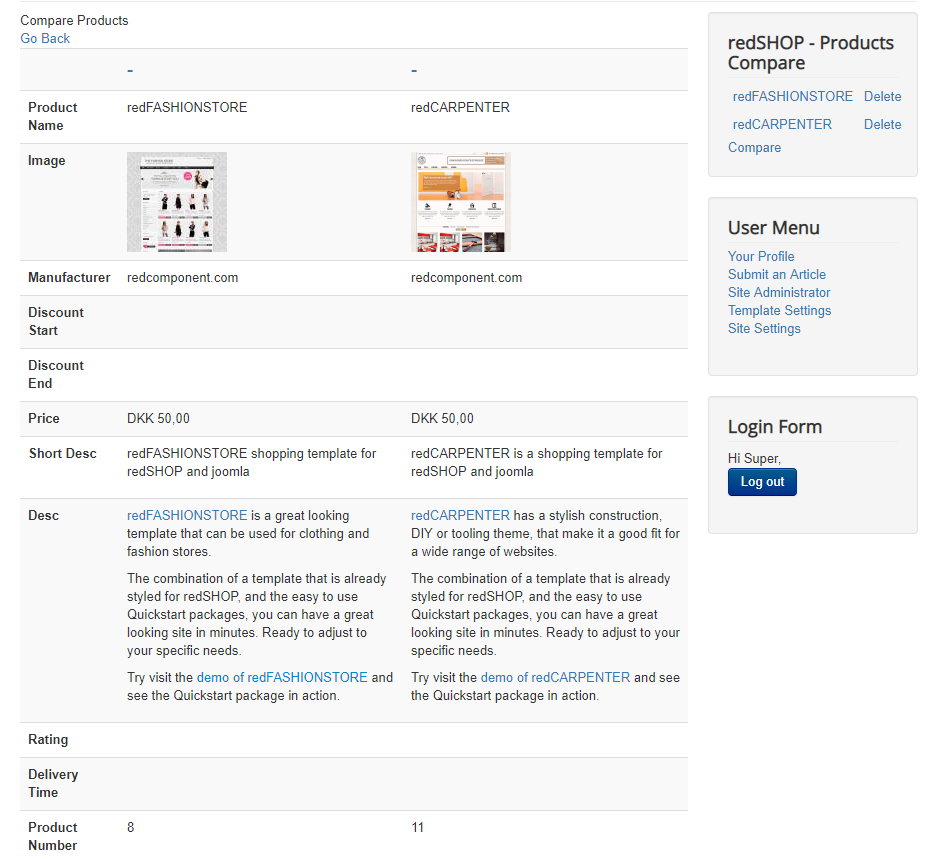 Compare Products
Go Back
- -
Product Name redFASHIONSTORE redCARPENTER
Image
Manufacturer redcomponent.com redcomponent.com
Discount Start
Discount End
Price DKK 50,00 DKK 50,00
Short Desc
redFASHIONSTORE shopping template for
redSHOP and joomla
redCARPENTER is a shopping template for
redSHOP and joomla
Desc
redFASHIONSTORE is a great looking
template that can be used for clothing and
fashion stores.
The combination of a template that is already
styled for redSHOP, and the easy to use
Quickstart packages, you can have a great
looking site in minutes. Ready to adjust to
your specific needs.
Try visit the demo of redFASHIONSTORE and
see the Quickstart package in action.
redCARPENTER has a stylish construction,
DIY or tooling theme, that make it a good fit for
a wide range of websites.
The combination of a template that is already
styled for redSHOP, and the easy to use
Quickstart packages, you can have a great
looking site in minutes. Ready to adjust to your
specific needs.
Try visit the demo of redCARPENTER and see
the Quickstart package in action.
Rating
Delivery Time
Product Number 8 11
redSHOP - Products
Compare
redFASHIONSTORE Delete
redCARPENTER Delete
Compare
User Menu
Your Profile
Submit an Article
Site Administrator
Template Settings
Site Settings
Login Form
Hi Super,
Log out